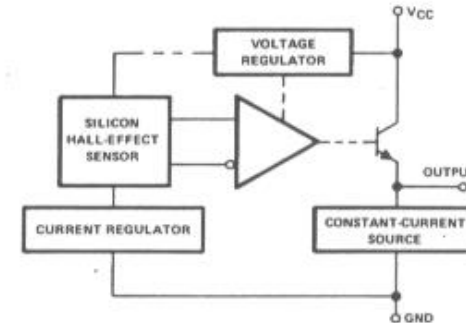 VCC
VOLTAGE
REGULATOR
SILICON
HALL-EFFECT
SENSOR
OUTPUT
CURRENT REGULATOR
CONSTANT-CURRENT
SOURCE
GND